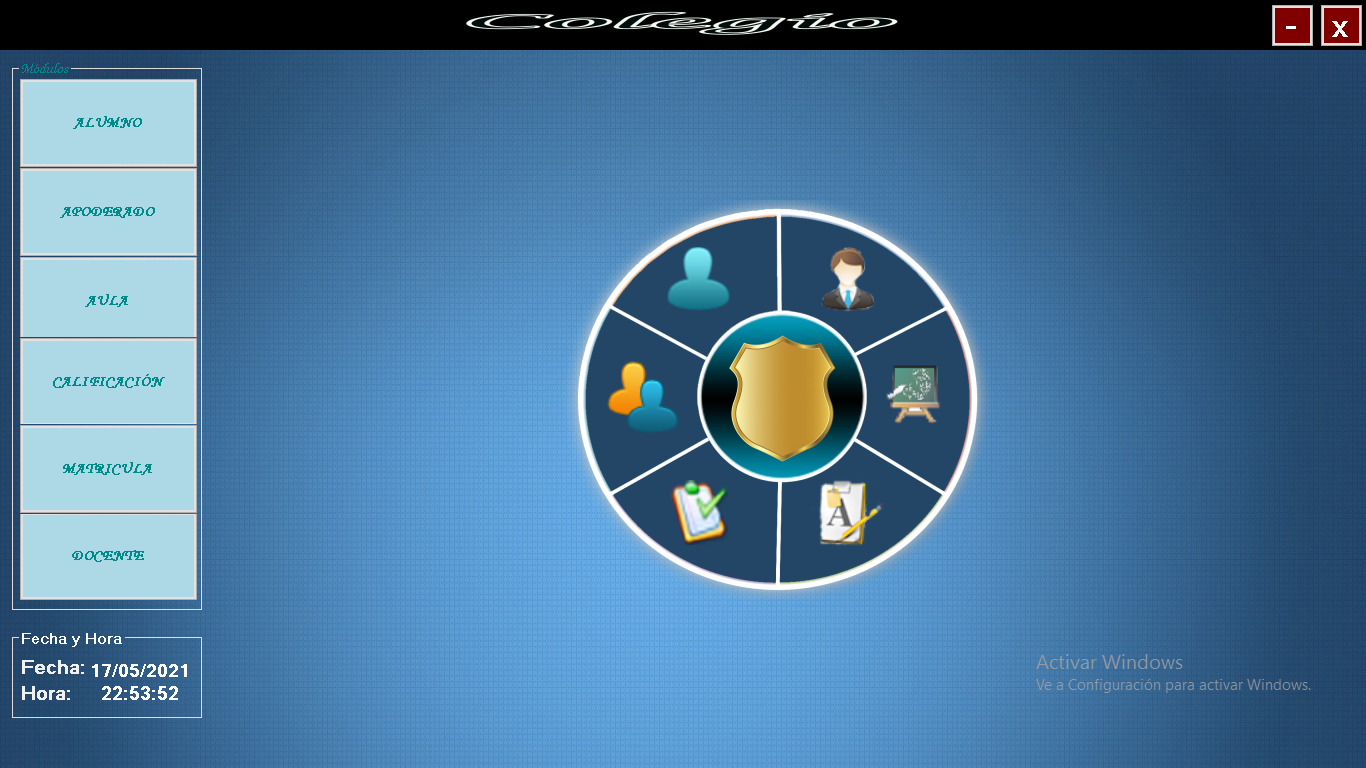 Colegio
-
x
Módulos
ALUMNO
APODERADO
AULA
CALIFICACIÓN
MATRICULA
DOCENTE
Fecha y Hora
Fecha: 17/05/2021
Hora: 22:53:52
A
Activar Windows
Ve a Configuración para activar Windows.